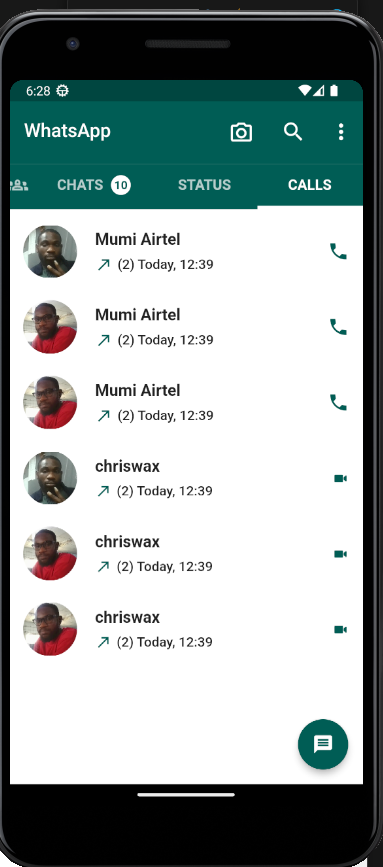 6:28
WhatsApp
CHATS 10 STATUS CALLS
Mumi Airtel
(2) Today, 12:39
Mumi Airtel
(2) Today, 12:39
Mumi Airtel
(2) Today, 12:39
chriswax
(2) Today, 12:39
chriswax
(2) Today, 12:39
chriswax
(2) Today, 12:39